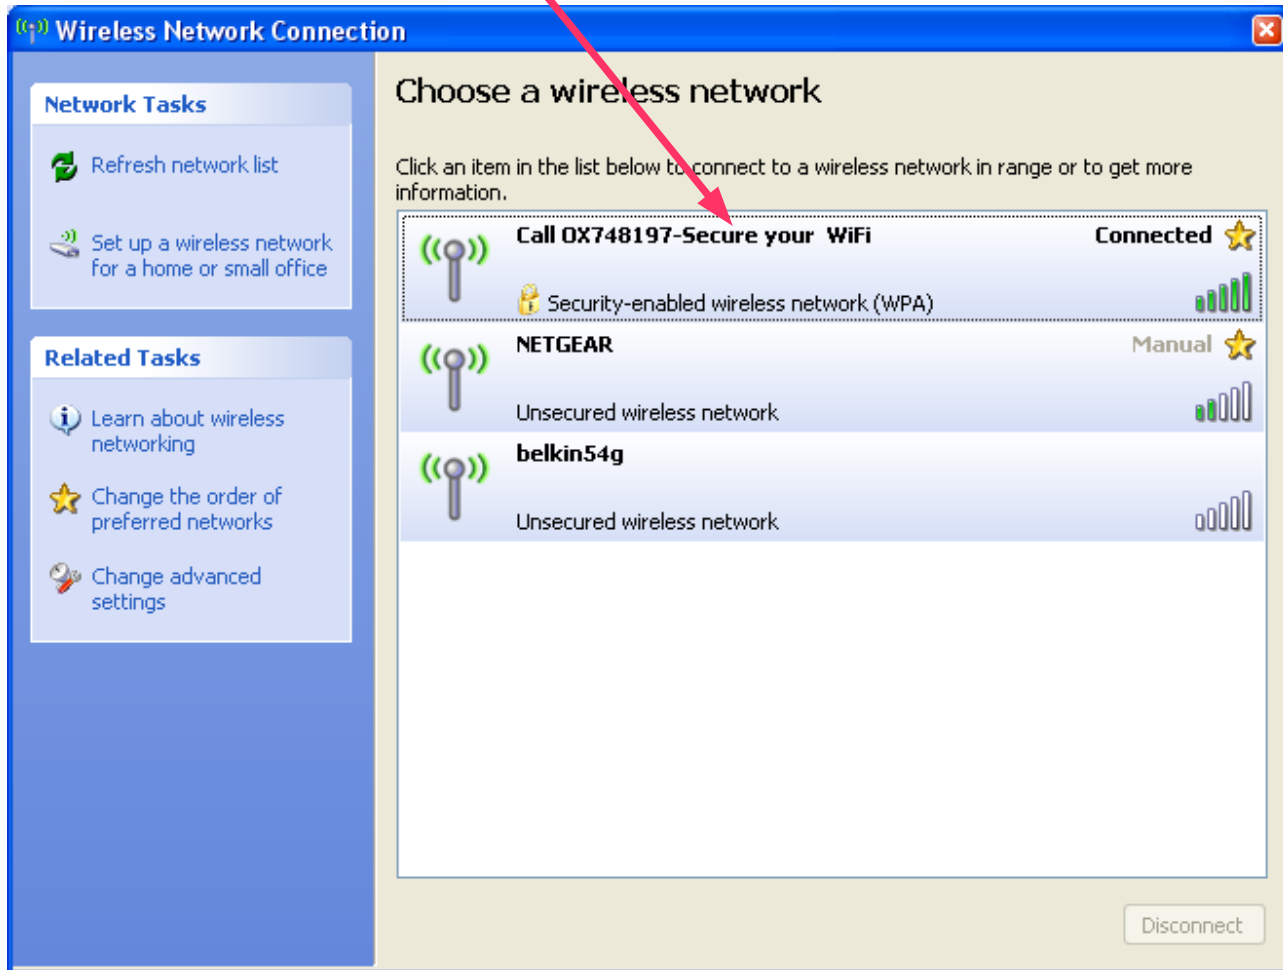 Wireless Network Connection
Network Tasks
Refresh network list
Set up a wireless network
for a home or small office
Related Tasks
Learn about wireless
networking
Change the order of
preferred networks
Change advanced
settings
Choose a wireless network
Click an item in the list below to connect to a wireless network in range or to get more
information.
Call OX748197-Secure your WiFi
Connected
Security-enabled wireless network (WPA)
NETGEAR
Manual
Unsecured wireless network
belkin54g
Unsecured wireless network
Disconnect